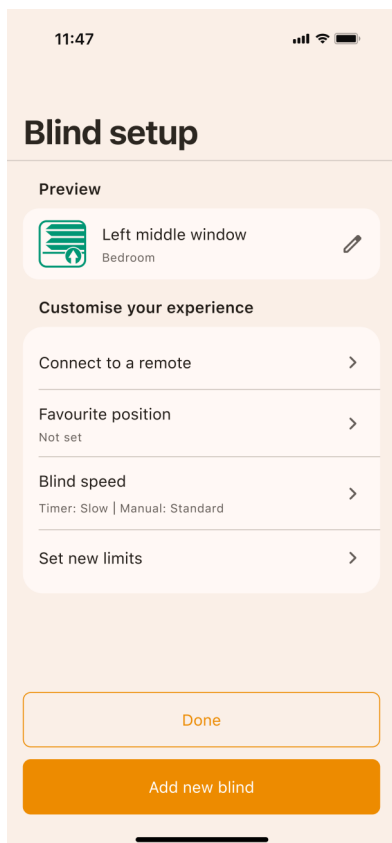 11:47
Blind setup
Preview
Left middle window
Bedroom
Customise your experience
Connect to a remote
Favourite position
Not set
Blind speed
Timer: Slow | Manual: Standard
Set new limits
Done
Add new blind